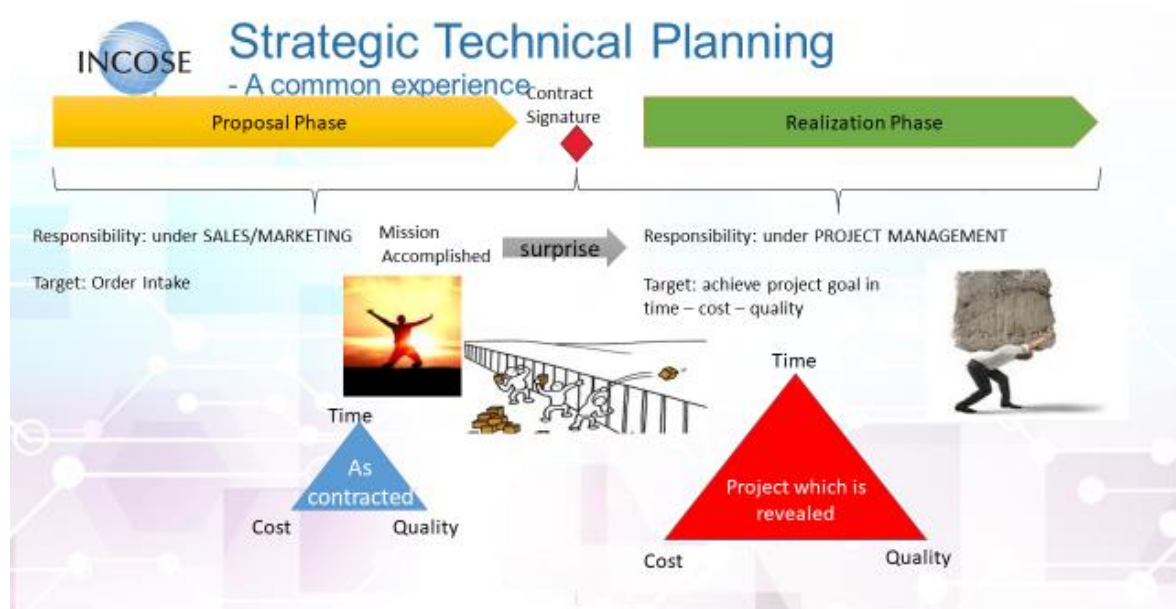 INCOSE
Strategic Technical Planning
- A common experience
Contract
Signature
Proposal Phase
Realization Phase
Responsibility: under SALES/MARKETING
Target: Order Intake
Mission
Accomplished
surprise
Responsibility: under PROJECT MANAGEMENT
Target: achieve project goal in
time – cost – quality
Time
As
contracted
Cost
Quality
Time
Project which is
revealed
Cost
Quality